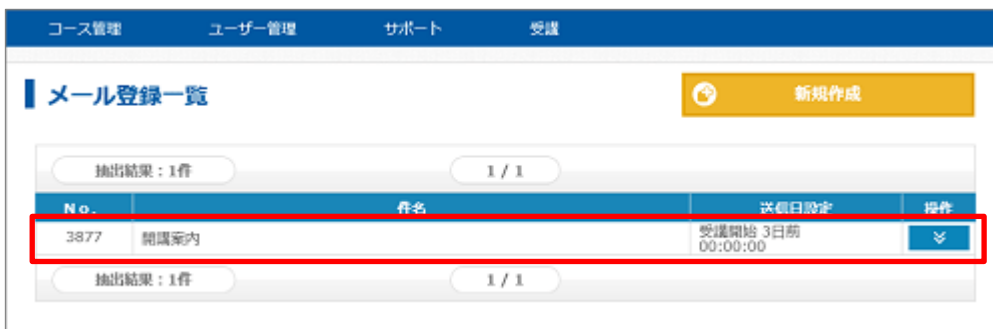 コース管理 ユーザー管理 サポート 受講
メール登録一覧
新規作成
抽出結果：1件 1 / 1
No. 件名 送信日設定 操作
3877 開講案内 受講開始 3日前
00:00:00
抽出結果：1件 1 / 1